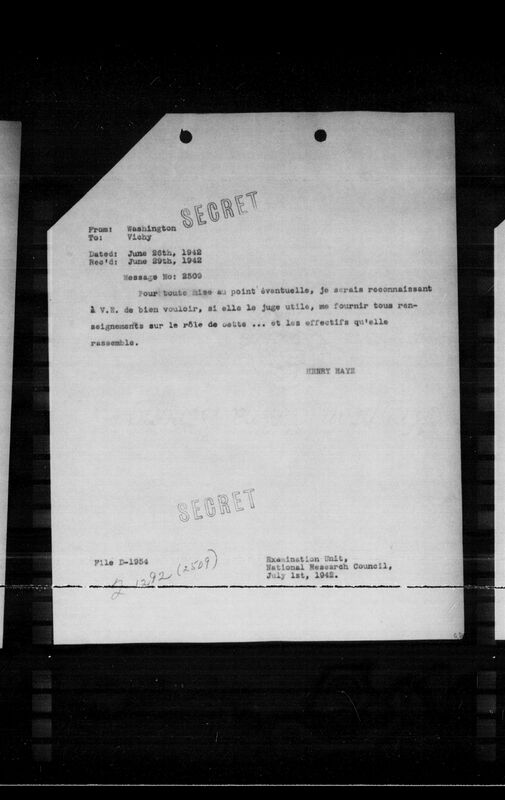 SECRET
From: Washington
To: Vichy
Dated: June 26th, 1942
Rec'd: June 29th, 1942
Message No: 2509
Pour toute mise au point éventuelle, je serais reconnaissant
à V.E. de bien vouloir, si elle le juge utile, me fournir tous ren-
seignements sur le rôle de cette ... et les effectifs qu'elle
rassemble.
HENRY HAYE
SECRET
File D-1954
(2509)
Examination Unit,
National Research Council,
July 1st, 1942.